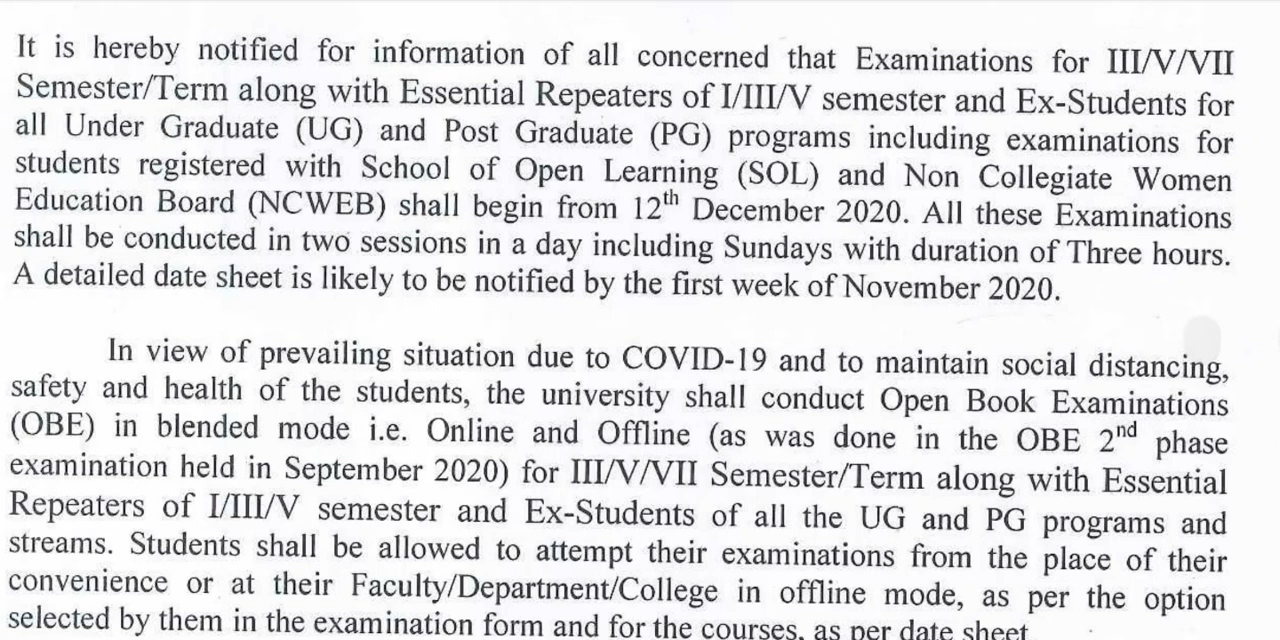 It is hereby notified for information of all concerned that Examinations for III/V/VII
Semester/Term along with Essential Repeaters of I/III/V semester and Ex-Students for
all Under Graduate (UG) and Post Graduate (PG) programs including examinations for
students registered with School of Open Learning (SOL) and Non Collegiate Women
Education Board (NCWEB) shall begin from 12th December 2020. All these Examinations
shall be conducted in two sessions in a day including Sundays with duration of Three hours.
A detailed date sheet is likely to be notified by the first week of November 2020.
In view of prevailing situation due to COVID-19 and to maintain social distancing,
safety and health of the students, the university shall conduct Open Book Examinations
(OBE) in blended mode i.e. Online and Offline (as was done in the OBE 2nd phase
examination held in September 2020) for III/V/VII Semester/Term along with Essential
Repeaters of I/III/V semester and Ex-Students of all the UG and PG programs and
streams. Students shall be allowed to attempt their examinations from the place of their
convenience or at their Faculty/Department/College in offline mode, as per the option
selected by them in the examination form and for the courses, as per date sheet